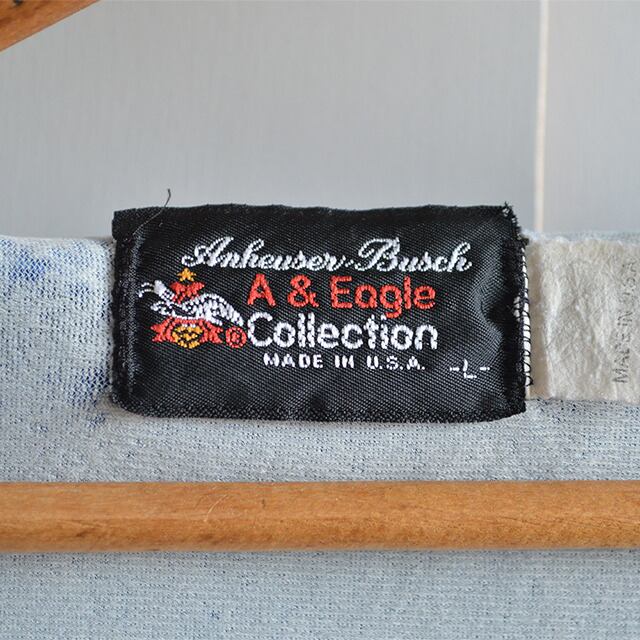 Anheuser-Busch
A & Eagle
®Collection
MADE IN U.S.A. -L-